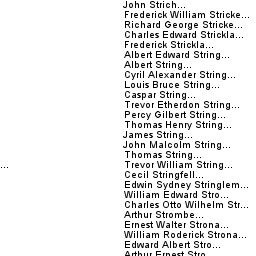 John Strich...
Frederick William Stricke...
Richard George Stricke...
Charles Edward Strickla...
Frederick Strickla...
Albert Edward String...
Albert String...
Cyril Alexander String...
Louis Bruce String...
Caspar String...
Trevor Etherdon String...
Percy Gilbert String...
Thomas Henry String...
James String...
John Malcolm String...
Thomas String...
... Trevor William String...
Cecil Stringfell...
Edwin Sydney Stringlem...
William Edward Stro...
Charles Otto Wilhelm Str...
Arthur Strombe...
Ernest Walter Strona...
William Roderick Strona...
Edward Albert Stro...
Arthur Ernest Stro...